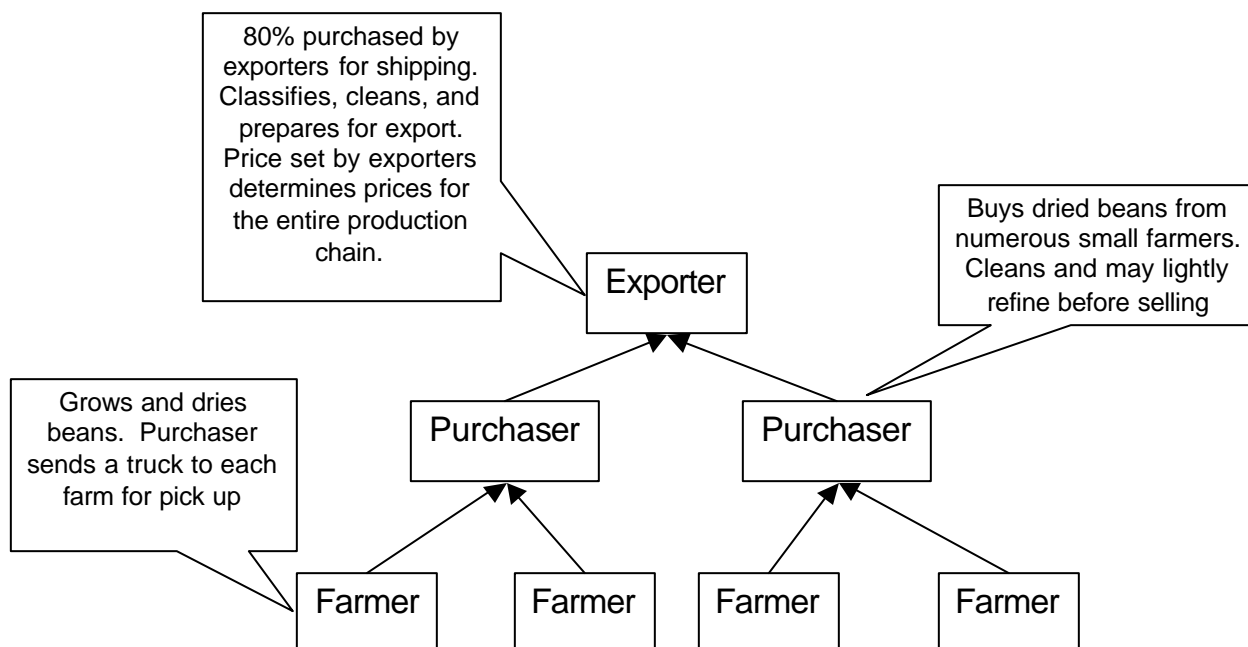 80% purchased by
exporters for shipping.
Classifies, cleans, and
prepares for export.
Price set by exporters
determines prices for
the entire production
chain.
Buys dried beans from
numerous small farmers.
Cleans and may lightly
refine before selling
Exporter
Grows and dries
beans.  Purchaser
sends a truck to each
farm for pick up
Purchaser
Purchaser
Farmer
Farmer
Farmer
Farmer